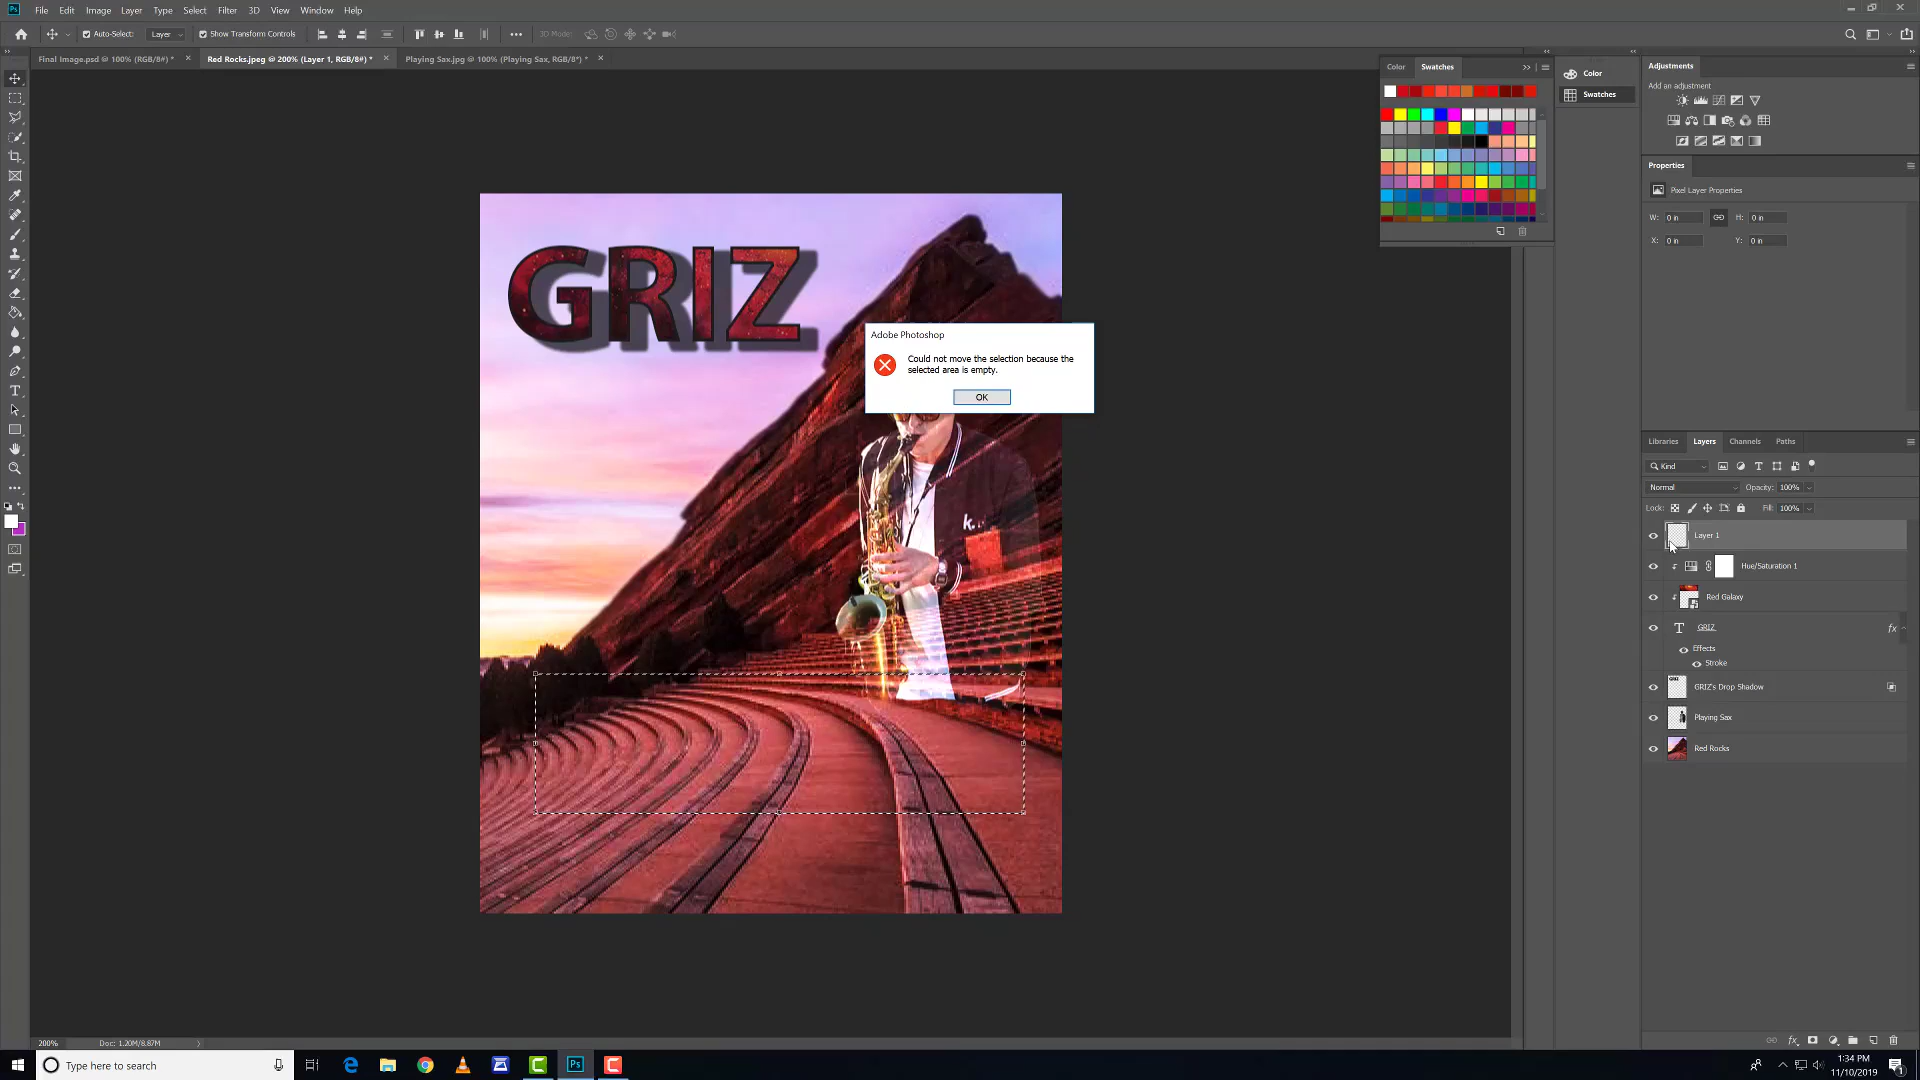 File Edit Image Layer Type Select Filter 3D View Window Help
Auto-Select: Layer Show Transform Controls 3D Mode:
Final Image.psd @ 100% (RGB/8#) * Red Rocks.jpeg @ 200% (Layer 1, RGB/8#) * Playing Sax.jpg @ 100% (Playing Sax, RGB/8*) *
Color Swatches
Color
Swatches
Adjustments
Add an adjustment
Properties
Pixel Layer Properties
W: 0 in H: 0 in
X: 0 in Y: 0 in
GRIZ
Adobe Photoshop
Could not move the selection because the
selected area is empty.
OK
k.
Libraries Layers Channels Paths
Kind
Normal Opacity: 100%
Lock: Fill: 100%
Layer 1
Hue/Saturation 1
Red Galaxy
GRIZ fx
Effects
Stroke
GRIZ's Drop Shadow
Playing Sax
Red Rocks
200% Doc: 1.20M/8.87M
Type here to search
1:34 PM
11/10/2019